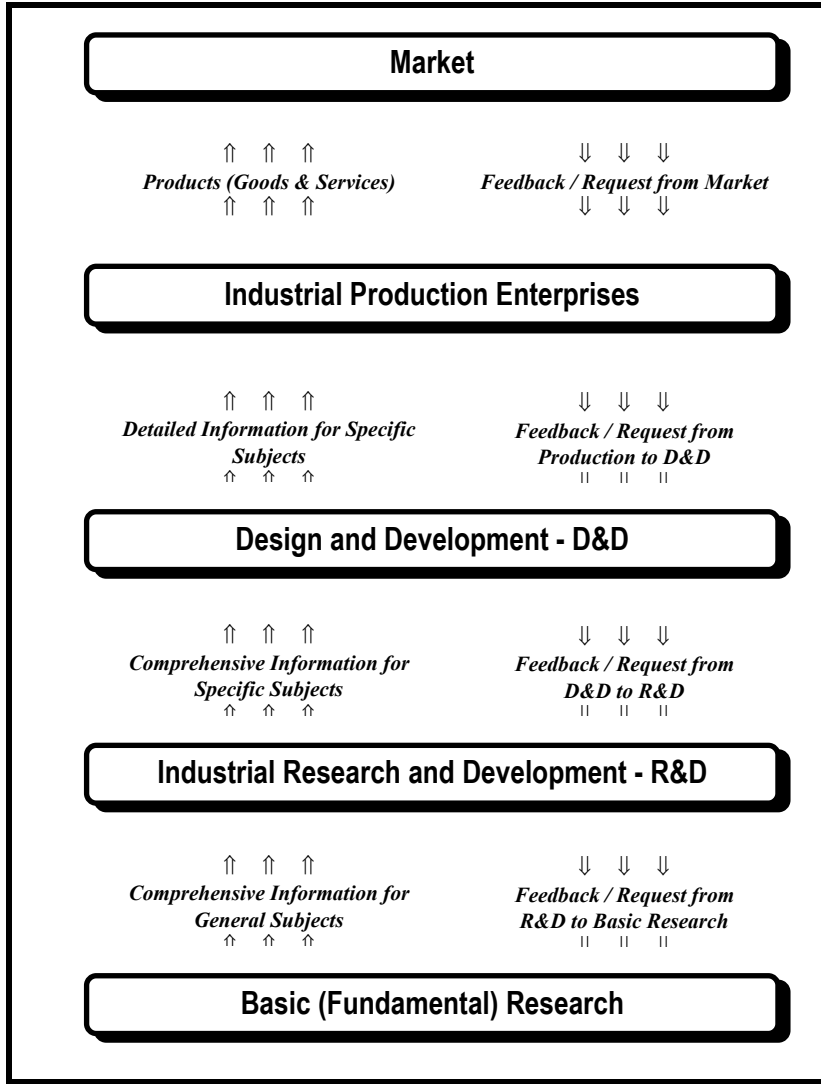 Market
⇑ ⇑ ⇑
Products (Goods & Services)
⇑ ⇑ ⇑
⇓ ⇓ ⇓
Feedback / Request from Market
⇓ ⇓ ⇓
Industrial Production Enterprises
⇑ ⇑ ⇑
Detailed Information for Specific
Subjects
⇑ ⇑ ⇑
⇓ ⇓ ⇓
Feedback / Request from
Production to D&D
⇓ ⇓ ⇓
Design and Development - D&D
⇑ ⇑ ⇑
Comprehensive Information for
Specific Subjects
⇑ ⇑ ⇑
⇓ ⇓ ⇓
Feedback / Request from
D&D to R&D
⇓ ⇓ ⇓
Industrial Research and Development - R&D
⇑ ⇑ ⇑
Comprehensive Information for
General Subjects
⇑ ⇑ ⇑
⇓ ⇓ ⇓
Feedback / Request from
R&D to Basic Research
⇓ ⇓ ⇓
Basic (Fundamental) Research